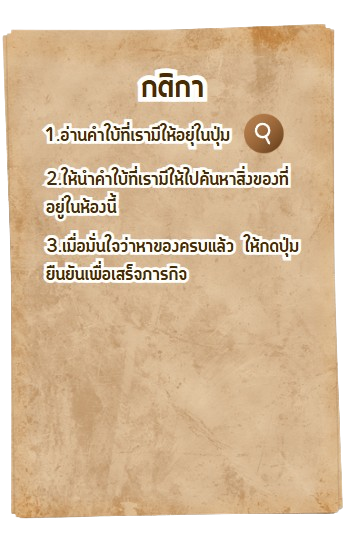 กติกา
1.อ่านคำใบ้ที่เรามีให้อยุ่ในปุ่ม
2.ให้นำคำใบ้ที่เรามีให้ไปค้นหาสิ่งของที่
อยู่ในห้องนี้
3.เมื่อมั่นใจว่าหาของครบแล้ว ให้กดปุ่ม
ยืนยันเพื่อเสร็จภารกิจ